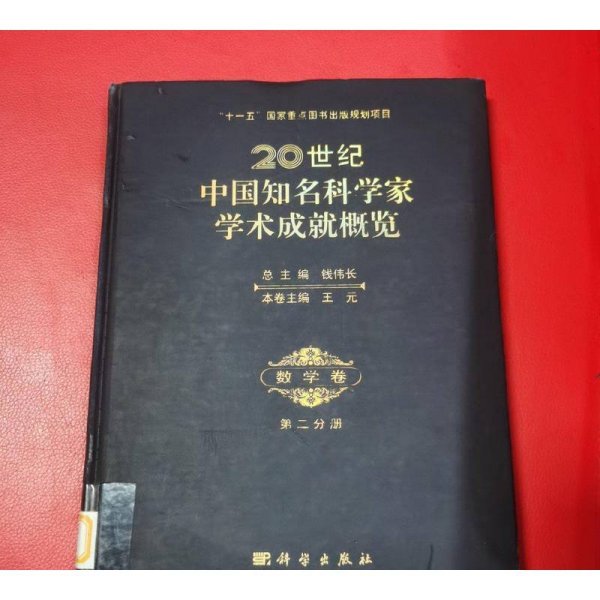 "十一五"国家重点图书出版规划项目
20世纪
中国知名科学家
学术成就概览
总主编 钱伟长
本卷主编 王元
数学卷
第二分册
科学出版社